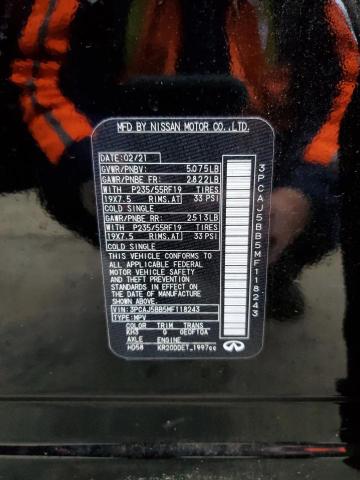 MFD BY NISSAN MOTOR CO.,LTD.
DATE: 02/21
GVWR/PNBV: 5075LB
GAWR/PNBE FR: 2822LB
WITH P235/55RF19 TIRES
19X7.5 RIMS,AT 33 PSI
COLD SINGLE
GAWR/PNBE RR: 2513LB
WITH P235/55RF19 TIRES
19X7.5 RIMS,AT 33 PSI
COLD SINGLE
THIS VEHICLE CONFORMS TO
ALL APPLICABLE FEDERAL
MOTOR VEHICLE SAFETY
AND THEFT PREVENTION
STANDARDS IN EFFECT ON
THE DATE OF MANUFACTURE
SHOWN ABOVE.
VIN: 3PCAJ5BB5MF118243
TYPE: MPV
COLOR TRIM TRANS
KH3 G GE0F10A
AXLE ENGINE
HD58 KR20DDET_1997cc
3PCAJ5BB5MF118243